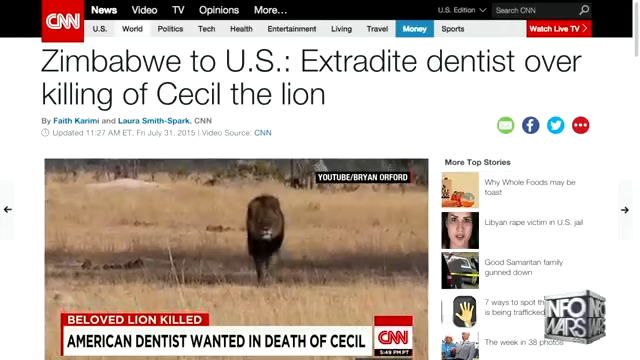 CNN
News Video TV Opinions More...
U.S. Edition
Search CNN
U.S. World Politics Tech Health Entertainment Living Travel Money Sports
Watch Live TV
Zimbabwe to U.S.: Extradite dentist over
killing of Cecil the lion
By Faith Karimi and Laura Smith-Spark, CNN
Updated 11:27 AM ET, Fri July 31, 2015 | Video Source: CNN
YOUTUBE/BRYAN ORFORD
BELOVED LION KILLED
AMERICAN DENTIST WANTED IN DEATH OF CECIL
CNN
5:49 PM PT
More Top Stories
Why Whole Foods may be
toast
Libyan rape victim in U.S. jail
Good Samaritan family
gunned down
7 ways to spot th
is being trafficked
The week in 38 photos
INFO
WARS